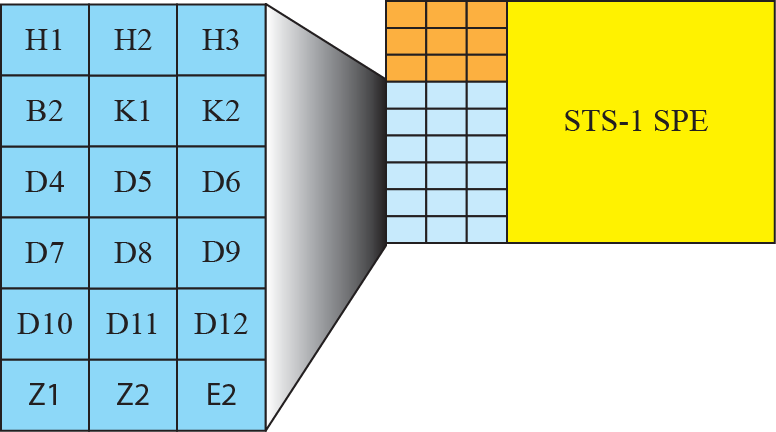 H1 H2 H3
B2 K1 K2
D4 D5 D6
D7 D8 D9
D10 D11 D12
Z1 Z2 E2
STS-1 SPE